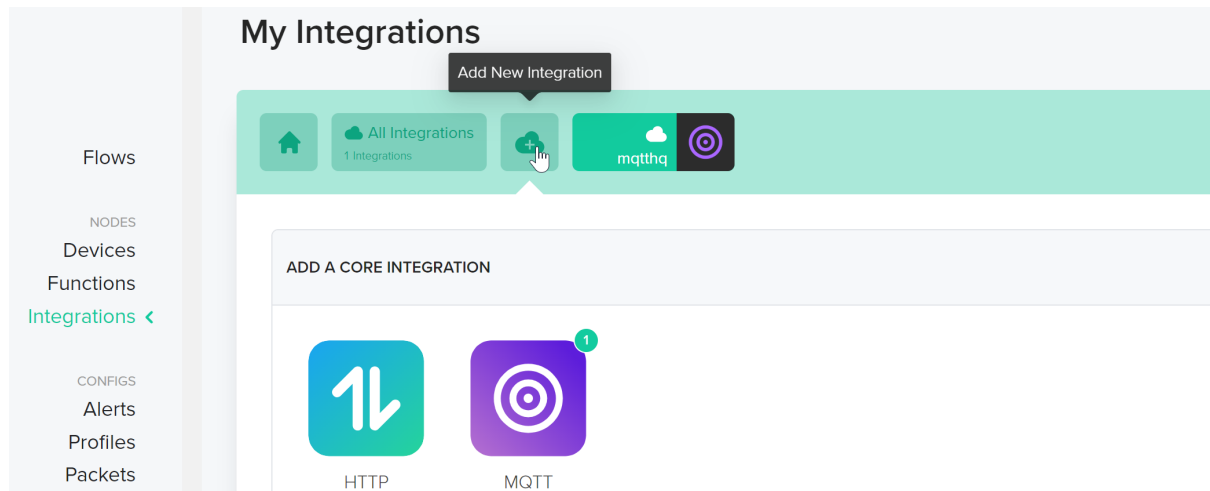 My Integrations
Add New Integration
All Integrations
1 Integrations
mqtthq
Flows
NODES
Devices
Functions
Integrations
CONFIGS
Alerts
Profiles
Packets
ADD A CORE INTEGRATION
1
HTTP
MQTT